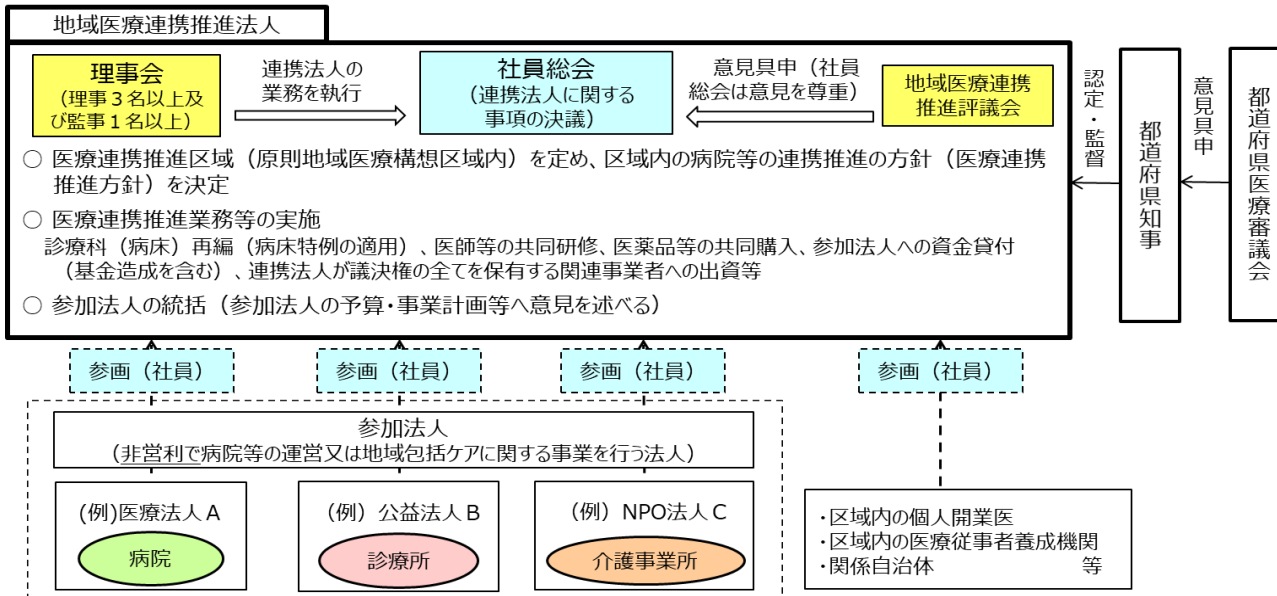 地域医療連携推進法人
理事会
（理事３名以上及
び監事１名以上）
連携法人の
業務を執行
社員総会
（連携法人に関する
事項の決議）
意見具申（社員
総会は意見を尊重）
地域医療連携
推進評議会
認定・監督
都道府県知事
意見具申
都道府県医療審議会
○ 医療連携推進区域（原則地域医療構想区域内）を定め、区域内の病院等の連携推進の方針（医療連携
推進方針）を決定
○ 医療連携推進業務等の実施
診療科（病床）再編（病床特例の適用）、医師等の共同研修、医薬品等の共同購入、参加法人への資金貸付
（基金造成を含む）、連携法人が議決権の全てを保有する関連事業者への出資等
○ 参加法人の統括（参加法人の予算・事業計画等へ意見を述べる）
参画（社員）
参画（社員）
参画（社員）
参画（社員）
参加法人
（非営利で病院等の運営又は地域包括ケアに関する事業を行う法人）
(例)医療法人Ａ
病院
（例）公益法人Ｂ
診療所
（例）NPO法人Ｃ
介護事業所
・区域内の個人開業医
・区域内の医療従事者養成機関
・関係自治体　　　　　　等